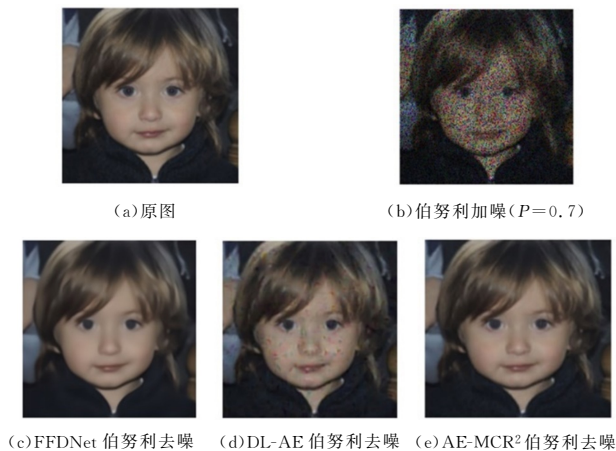 (a)原图
(b)伯努利加噪(P=0.7)
(c)FFDNet 伯努利去噪
(d)DL-AE 伯努利去噪
(e)AE-MCR²伯努利去噪